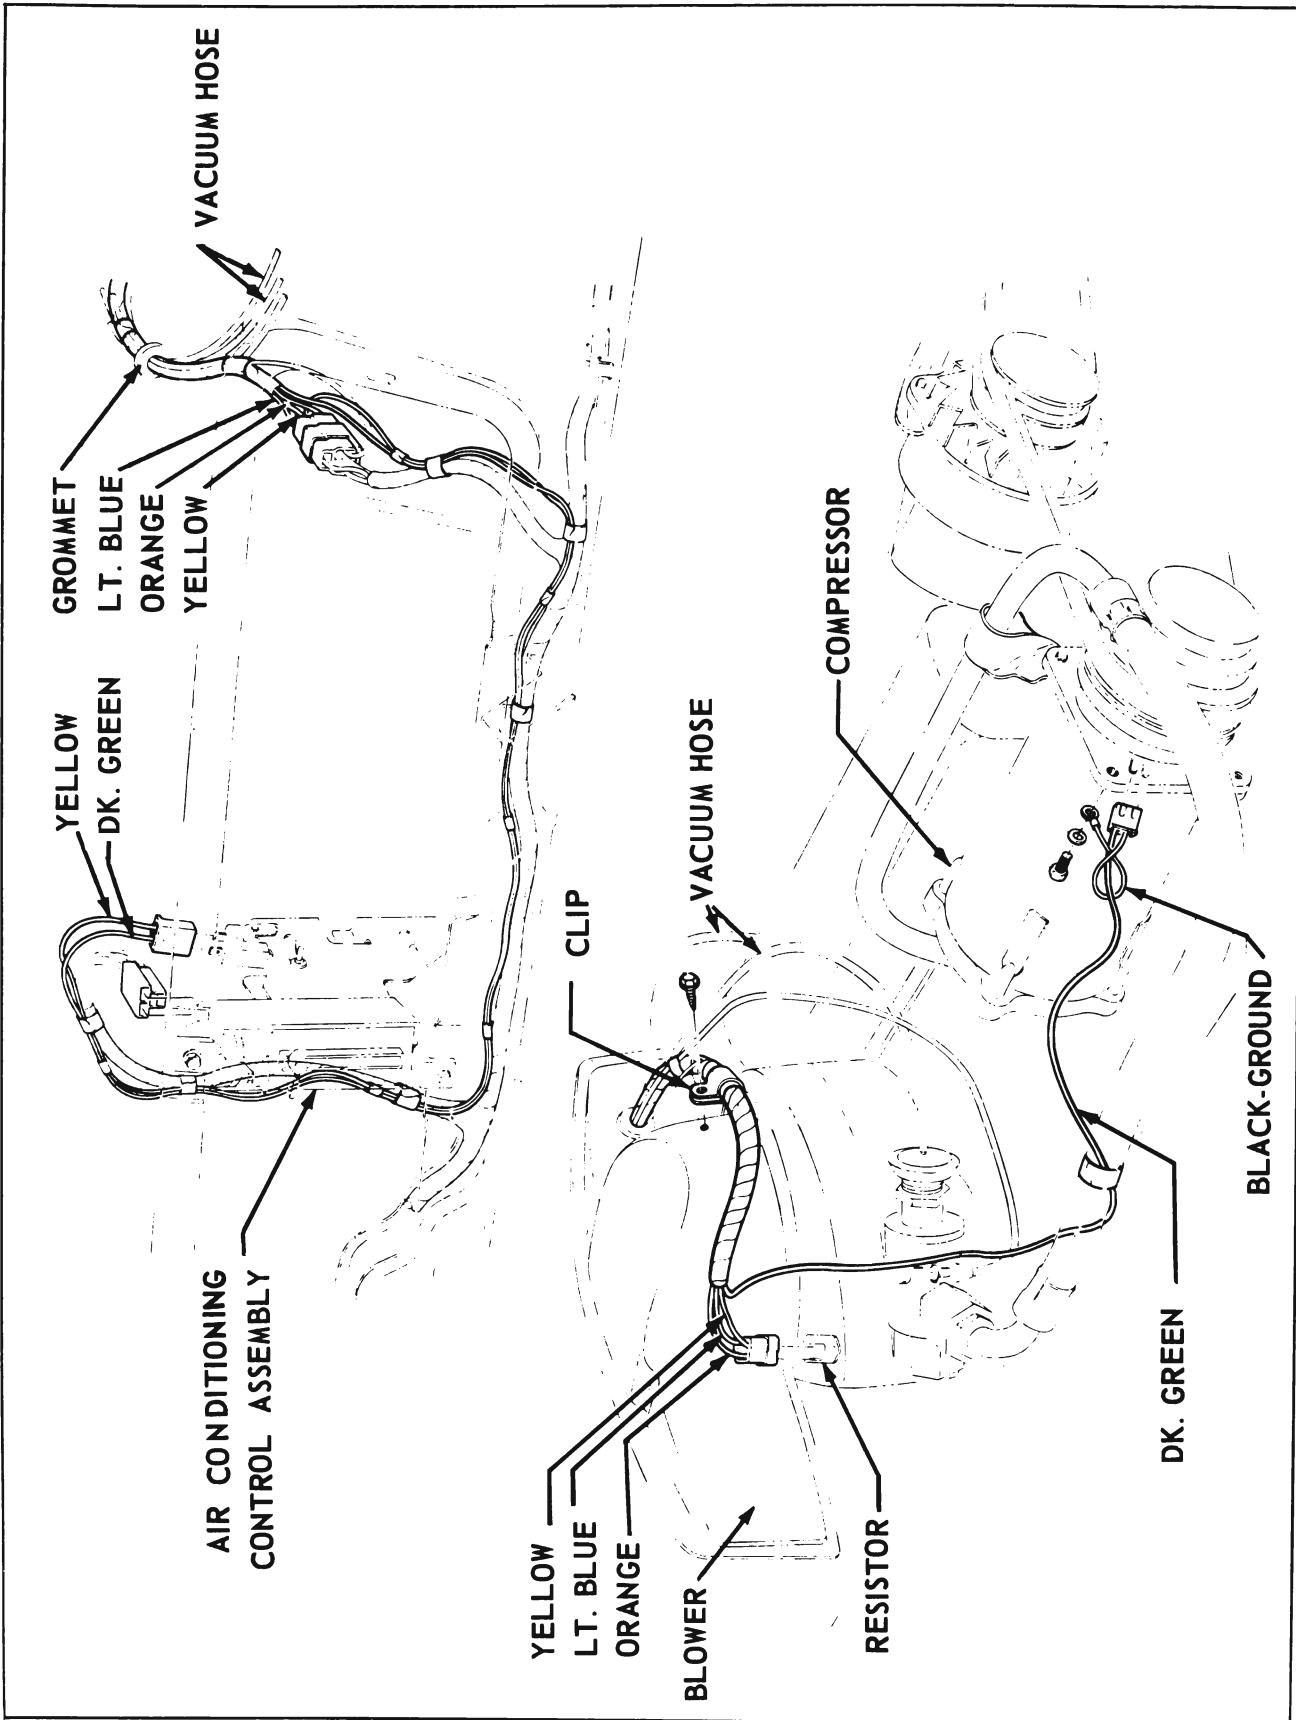 AIR CONDITIONING
CONTROL ASSEMBLY
YELLOW
DK. GREEN
GROMMET
LT. BLUE
ORANGE
YELLOW
VACUUM HOSE
YELLOW
LT. BLUE
ORANGE
BLOWER
RESISTOR
CLIP
VACUUM HOSE
COMPRESSOR
DK. GREEN
BLACK-GROUND